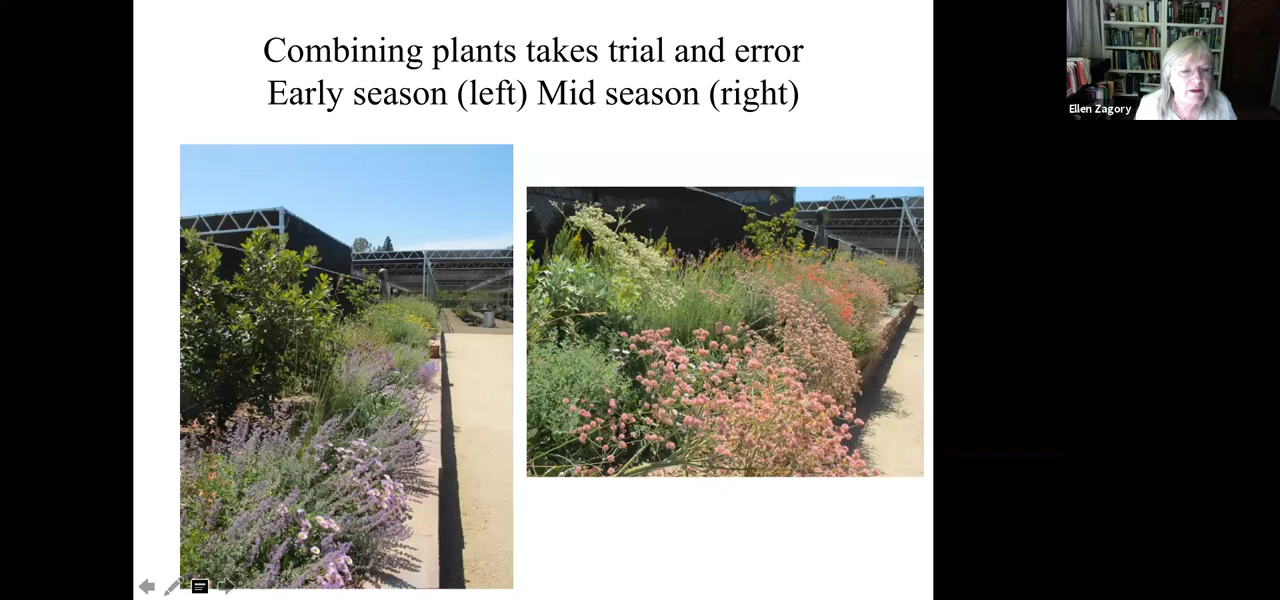 Combining plants takes trial and error
Early season (left) Mid season (right)
Ellen Zagory